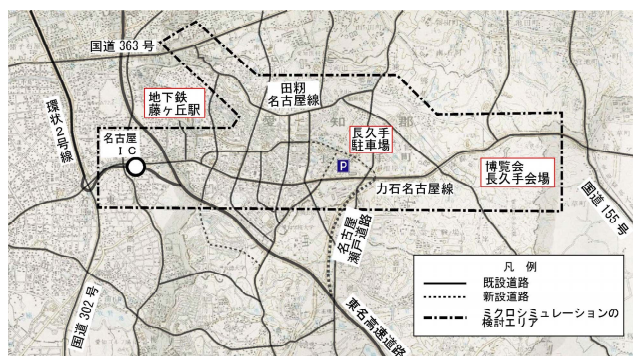 国道363号
地下鉄
藤ヶ丘駅
田籾
名古屋線
環状2号線
名古屋
IC
知
郡
長久手
駐車場
P
力石名古屋線
博覧会
長久手会場
国道155号
名古屋
瀬戸道路
国道302号
東名高速道路
凡 例
既設道路
新設道路
ミクロシミュレーションの
検討エリア